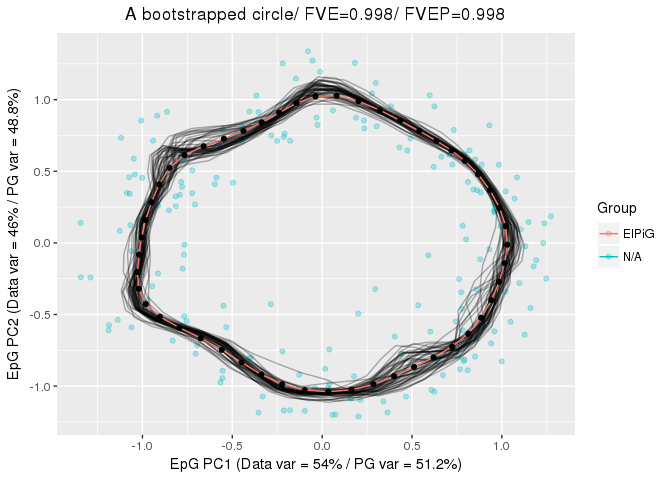 A bootstrapped circle/ FVE=0.998/ FVEP=0.998
EpG PC2 (Data var = 46% / PG var = 48.8%)
1.0
0.5
0.0
-0.5
-1.0
-1.0 -0.5 0.0 0.5 1.0
EpG PC1 (Data var = 54% / PG var = 51.2%)
Group
ElPiG
N/A